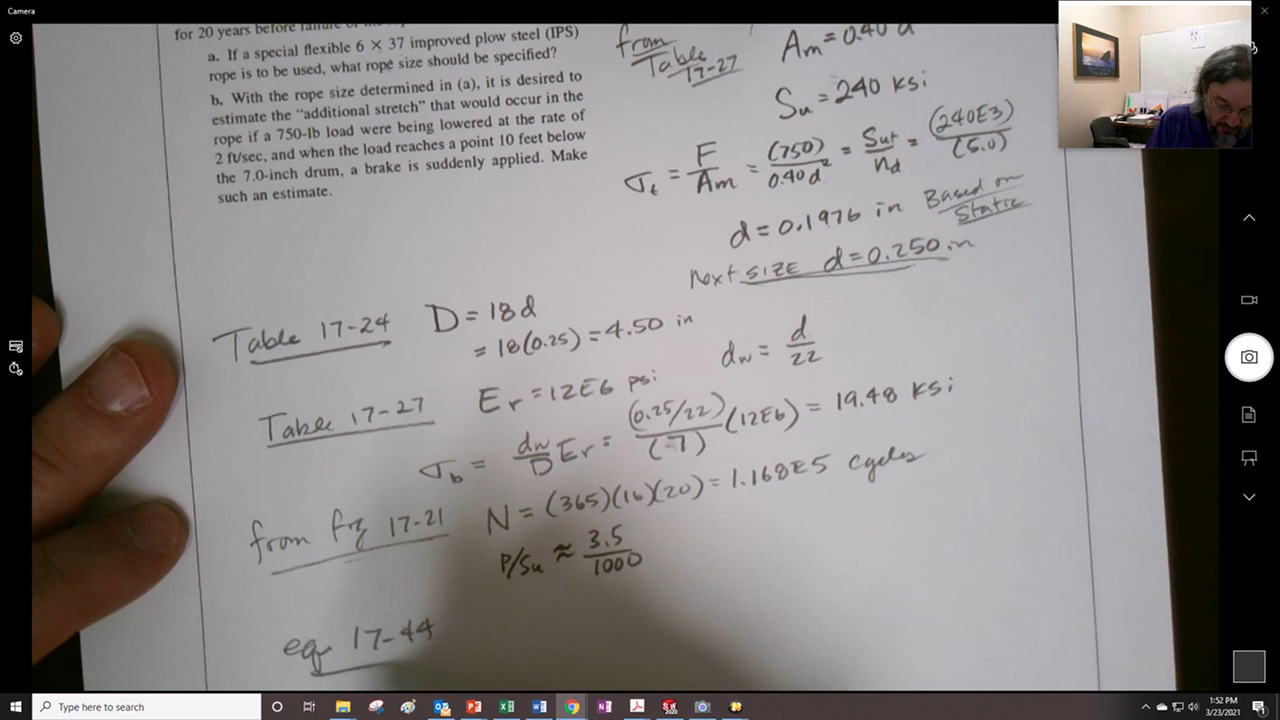 Camera
for 20 years before failure of the
a. If a special flexible 6 × 37 improved plow steel (IPS)
rope is to be used, what rope size should be specified?
b. With the rope size determined in (a), it is desired to
estimate the “additional stretch” that would occur in the
rope if a 750-lb load were being lowered at the rate of
2 ft/sec, and when the load reaches a point 10 feet below
the 7.0-inch drum, a brake is suddenly applied. Make
such an estimate.
from Table 17-27
Am = 0.40 d
Su = 240 ksi
σt = F/Am = (750)/0.40d² = Sut/nd = (240E3)/(5.0)
d = 0.1976 in Based on Static
Next SIZE d = 0.250 in
Table 17-24 D = 18d
= 18(0.25) = 4.50 in
dw = d/22
Table 17-27 Er = 12E6 psi
σb = dw/D Er = (0.25/22)/(7) (12E6) = 19.48 ksi
from fig 17-21 N = (365)(16)(20) = 1.168E5 cycles
P/Su ≈ 3.5/1000
eq 17-44
Type here to search
1:52 PM
3/23/2021